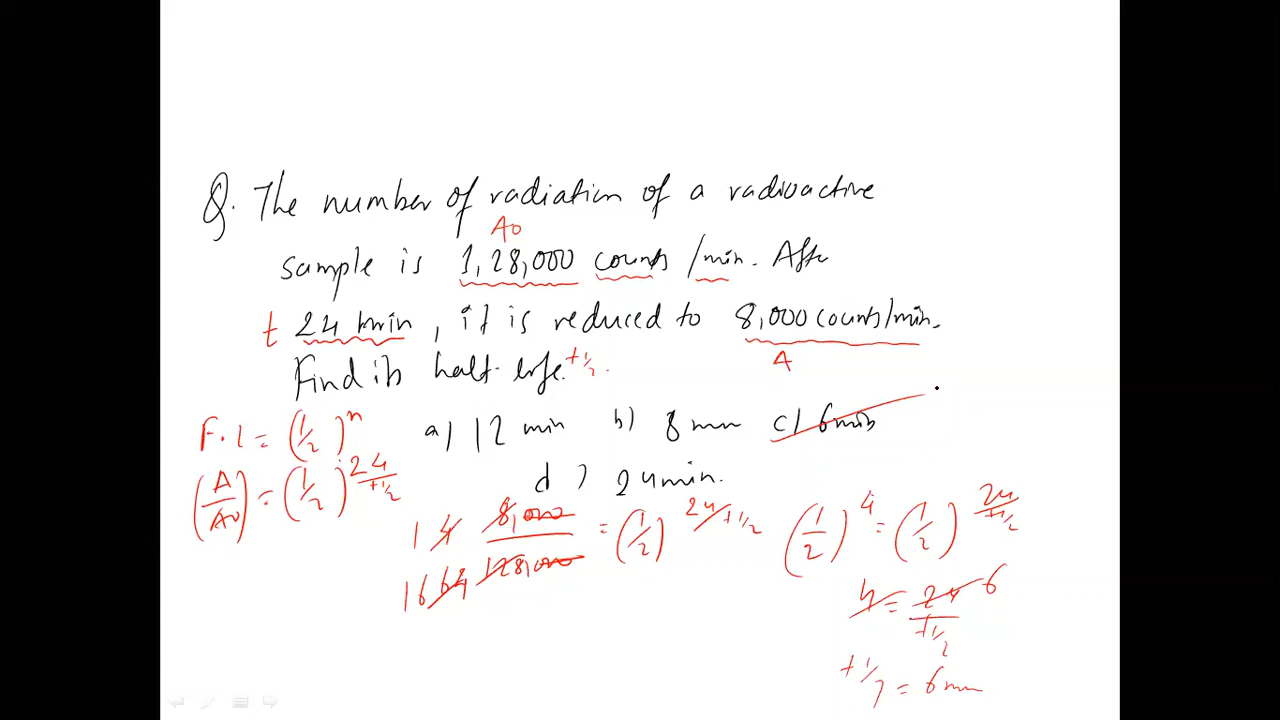 Q. The number of radiation of a radioactive
A0
sample is 1,28,000 counts /min. After
t 24 min, it is reduced to 8,000 counts/min.
A
Find its half-life. t1/2.
F.l = (1/2)^n
a) 12 min b) 8 min c) 6 min
d) 24 min.
(A/A0) = (1/2)^24/t1/2
1 4 8,000 / 16 64 128,000 = (1/2)^24/t1/2
(1/2)^4 = (1/2)^24/t1/2
4 = 24/t1/2 6
t1/2 = 6 min